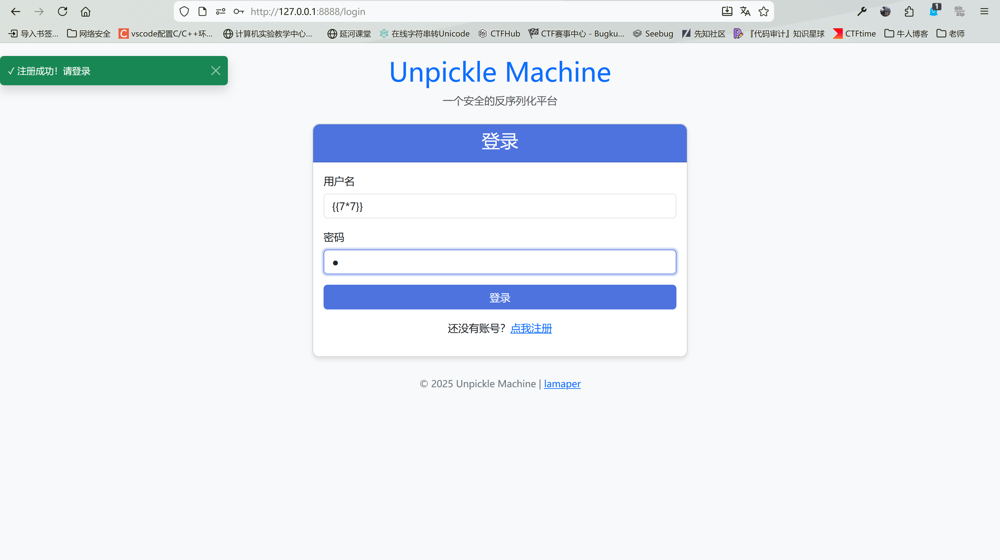 http://127.0.0.1:8888/login
1
Git Zip
导入书签... 网络安全 C vscode配置C/C++环... 计算机实验教学中心... 延河课堂 在线字符串转Unicode CTFHub CTF赛事中心 - Bugku... Seebug 先知社区 『代码审计』知识星球 CTFtime 牛人博客 老师
✓ 注册成功！请登录
Unpickle Machine
一个安全的反序列化平台
登录
用户名
{{7*7}}
密码
●
登录
还没有账号？点我注册
© 2025 Unpickle Machine | lamaper